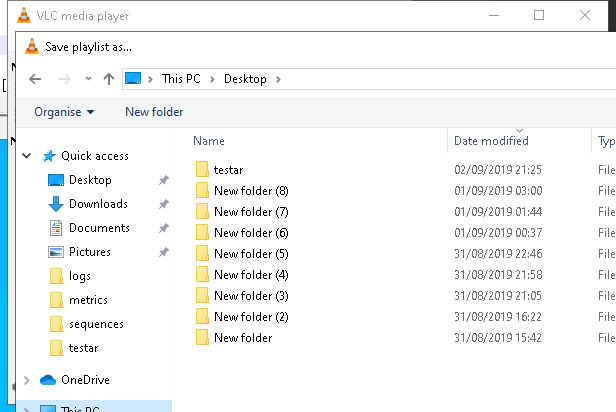 VLC media player
Save playlist as...
This PC
Desktop
Organise
New folder
Name
Date modified
Quick access
testar
02/09/2019 21:25
File
Desktop
New folder (8)
01/09/2019 03:00
File
Downloads
New folder (7)
01/09/2019 01:44
File
Documents
New folder (6)
01/09/2019 00:37
File
Pictures
New folder (5)
31/08/2019 22:46
File
logs
New folder (4)
31/08/2019 21:58
File
metrics
New folder (3)
31/08/2019 21:05
File
sequences
New folder (2)
31/08/2019 16:22
File
testar
New folder
31/08/2019 15:42
File
OneDrive
This PC